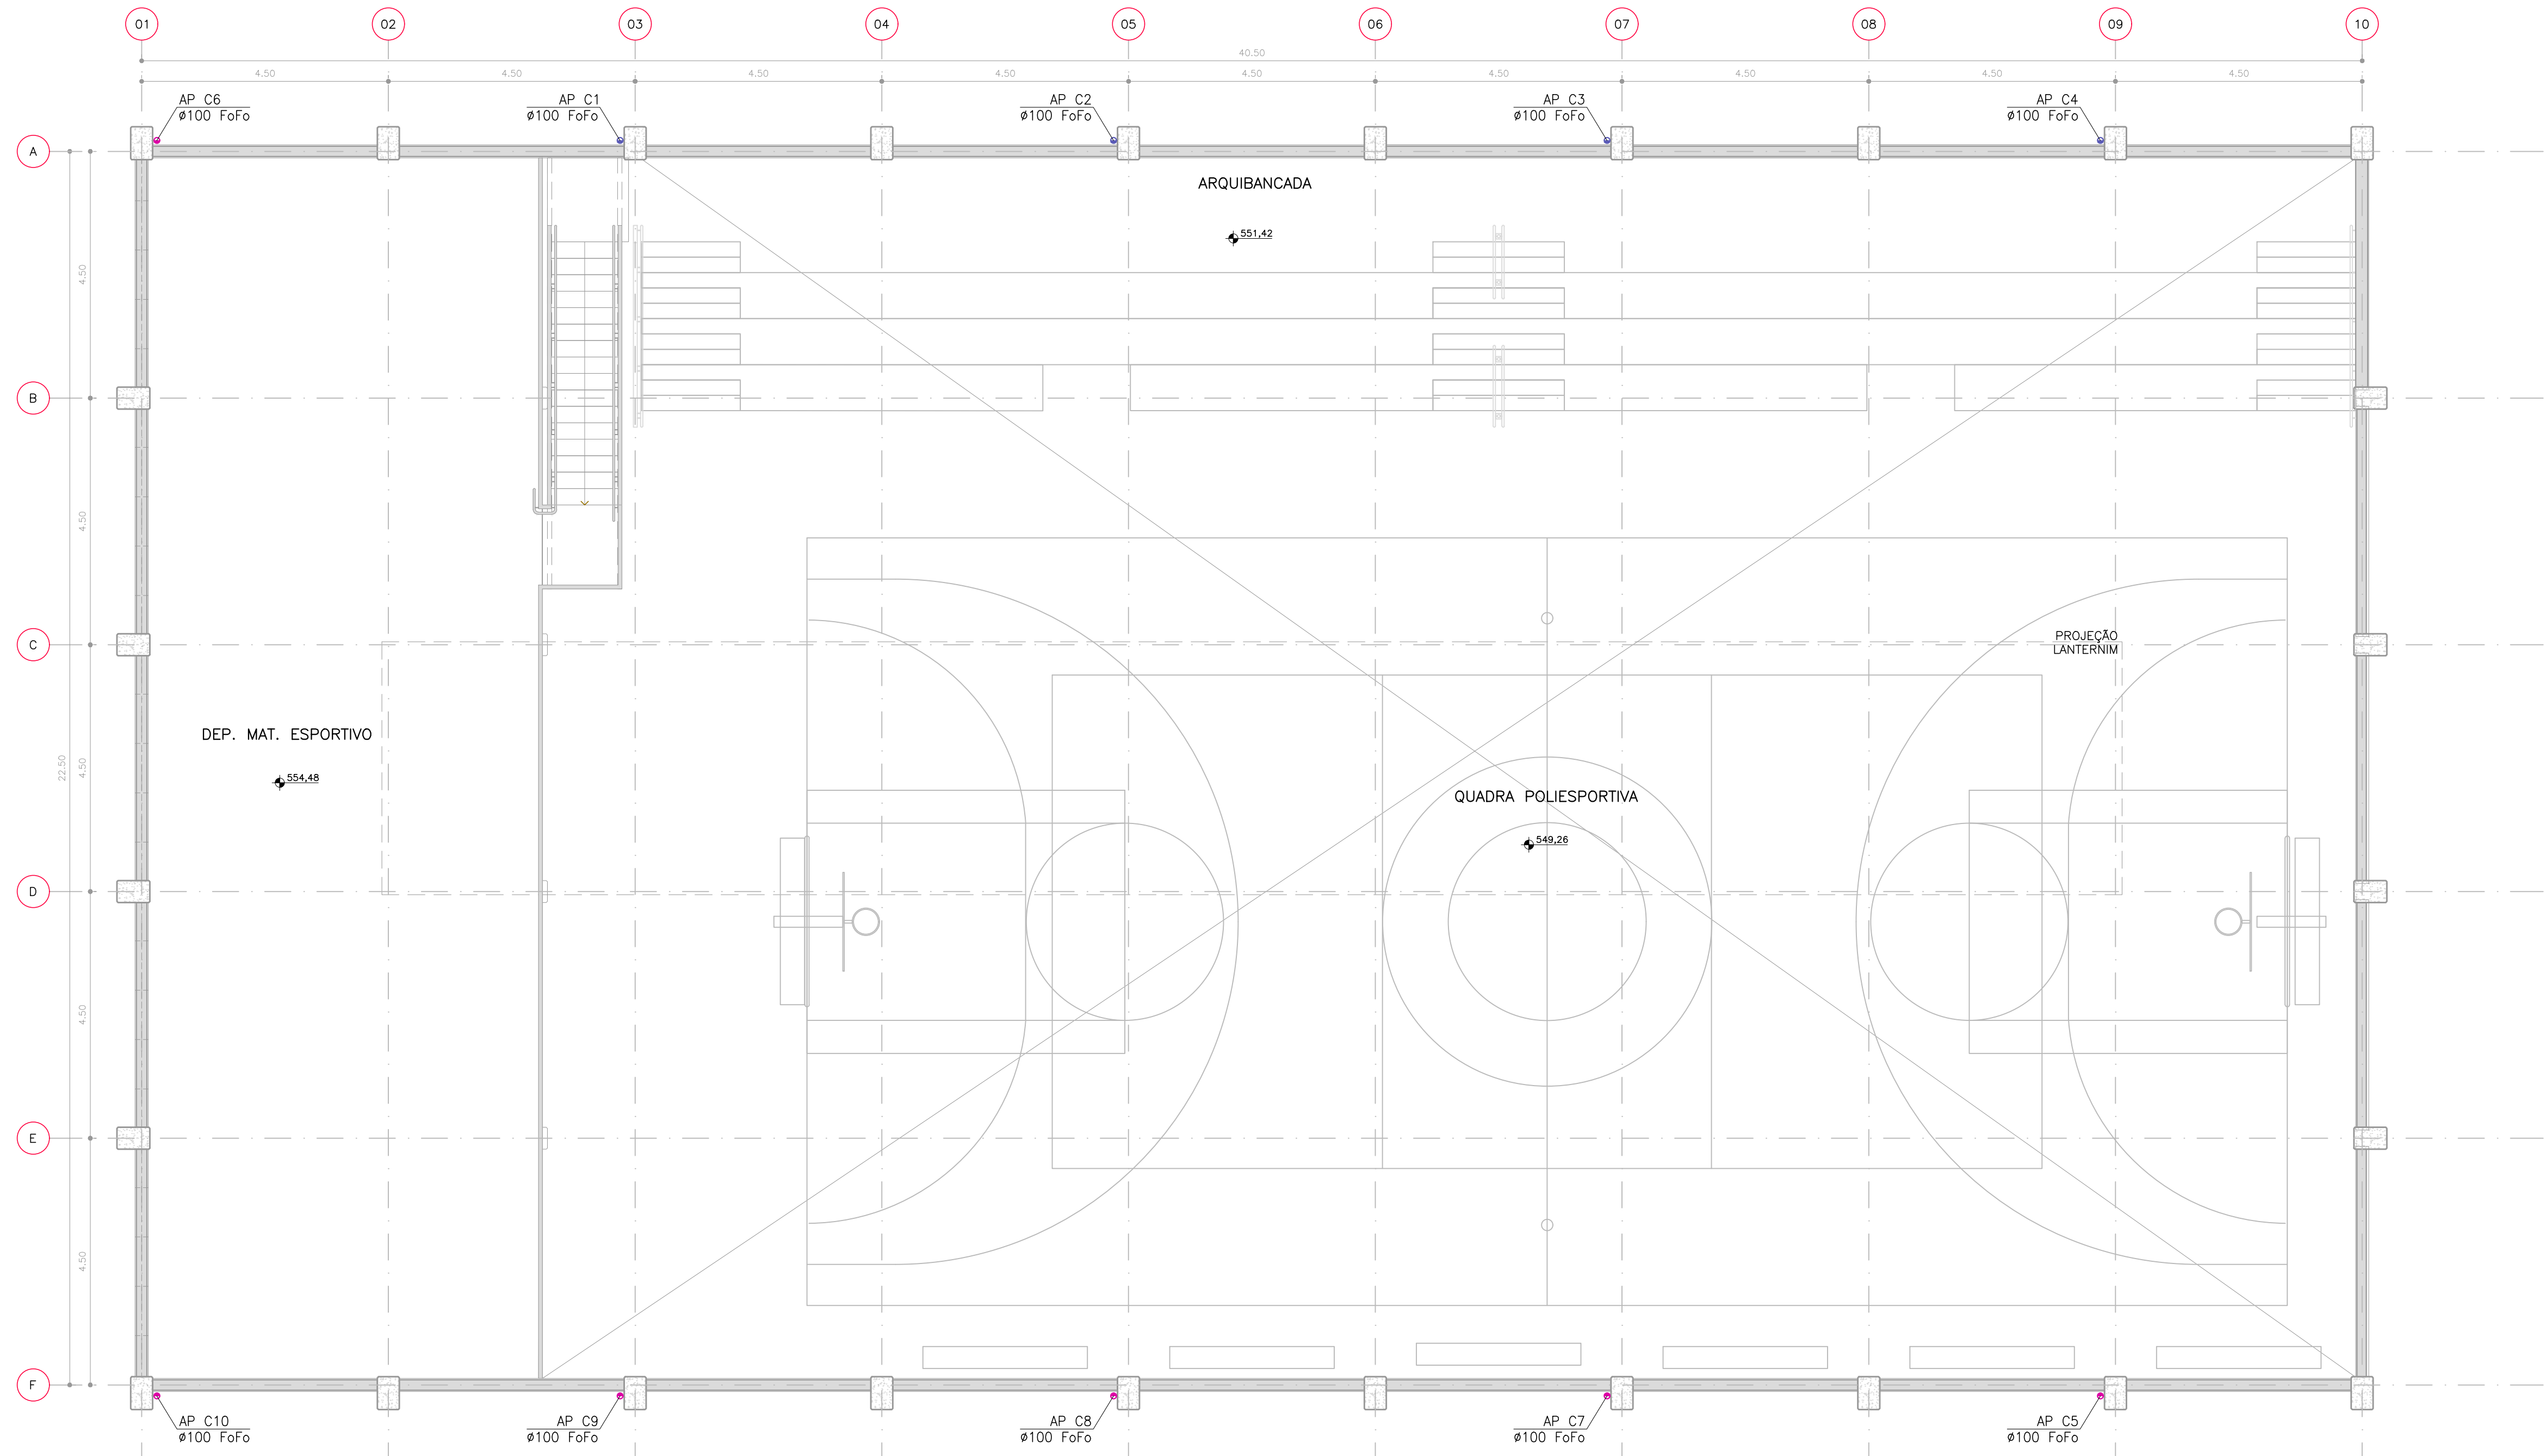 01 02 03 04 05 06 07 08 09 10
40.50
4.50 4.50 4.50 4.50 4.50 4.50 4.50 4.50 4.50
AP C6
ø100 FoFo
AP C1
ø100 FoFo
AP C2
ø100 FoFo
AP C3
ø100 FoFo
AP C4
ø100 FoFo
A
ARQUIBANCADA
551,42
4.50
B
4.50
C
PROJEÇÃO
LANTERNIM
DEP. MAT. ESPORTIVO
554,48
22.50
4.50
QUADRA POLIESPORTIVA
549,26
D
4.50
E
4.50
F
AP C10
ø100 FoFo
AP C9
ø100 FoFo
AP C8
ø100 FoFo
AP C7
ø100 FoFo
AP C5
ø100 FoFo